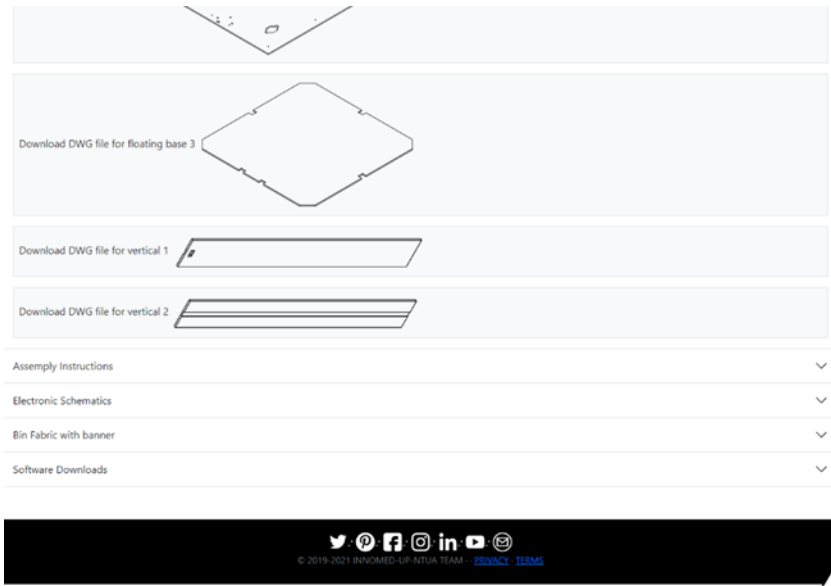 Download DWG file for floating base 3
Download DWG file for vertical 1
Download DWG file for vertical 2
Assemply Instructions
Electronic Schematics
Bin Fabric with banner
Software Downloads
© 2019-2021 INNOMED-UP-NTUA TEAM - · PRIVACY · TERMS